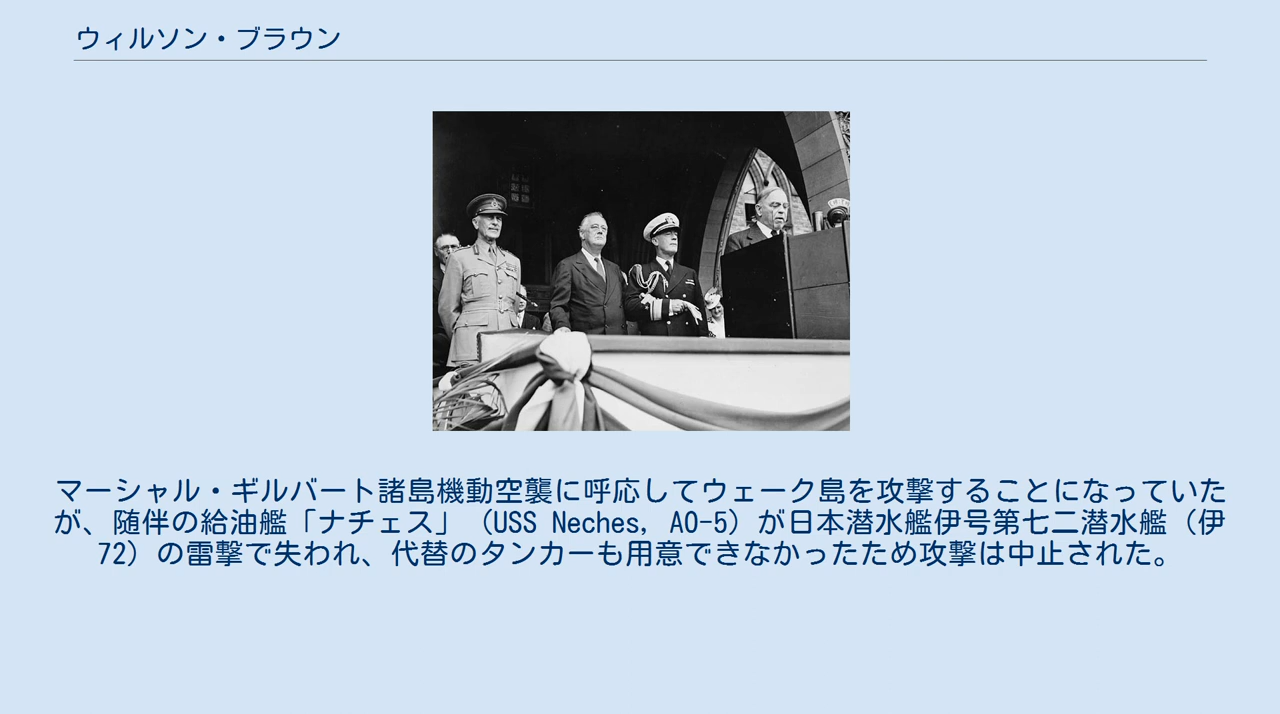 ウィルソン・ブラウン
マーシャル・ギルバート諸島機動空襲に呼応してウェーク島を攻撃することになっていた
が、随伴の給油艦「ナチェス」（USS Neches, AO-5）が日本潜水艦伊号第七二潜水艦（伊
72）の雷撃で失われ、代替のタンカーも用意できなかったため攻撃は中止された。